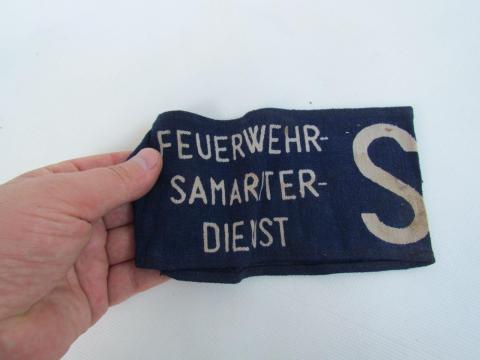 FEUERWEHR-
SAMARITER-
DIENST
S